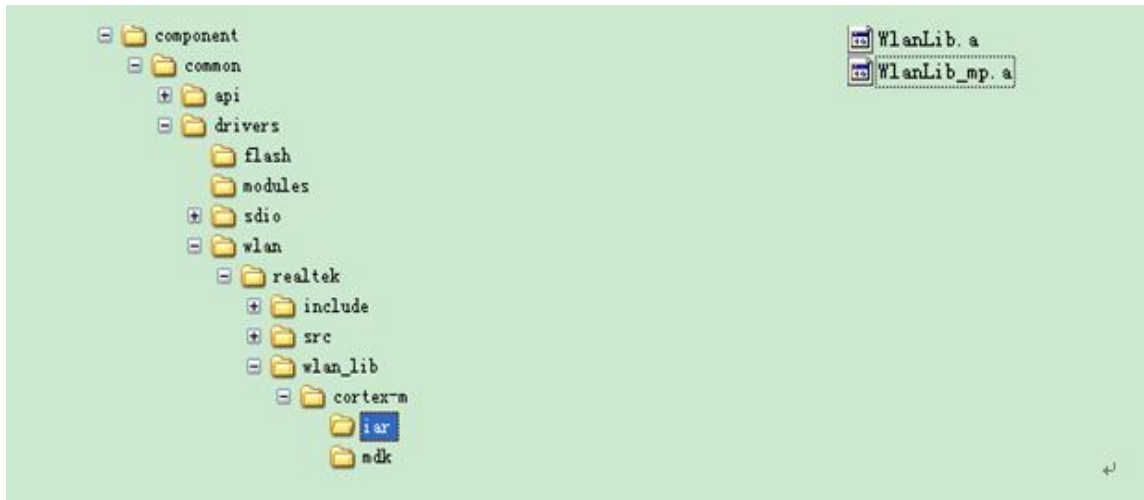 component
common
api
drivers
flash
modules
sdio
wlan
realtek
include
src
wlan_lib
cortex-m
iar
mdk
WlanLib.a
WlanLib_mp.a